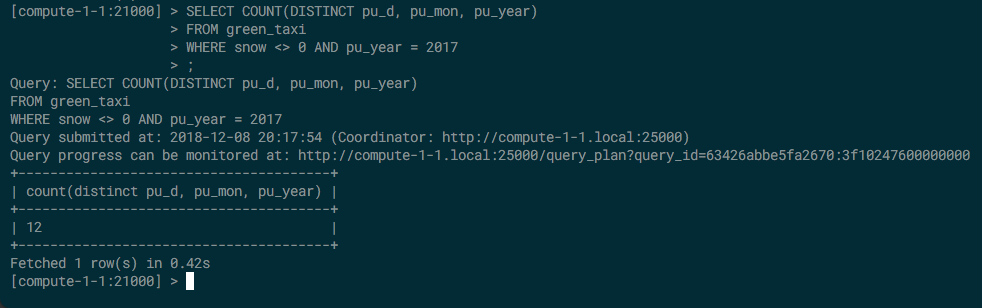 [compute-1-1:21000] > SELECT COUNT(DISTINCT pu_d, pu_mon, pu_year)
                    > FROM green_taxi
                    > WHERE snow <> 0 AND pu_year = 2017
                    > ;
Query: SELECT COUNT(DISTINCT pu_d, pu_mon, pu_year)
FROM green_taxi
WHERE snow <> 0 AND pu_year = 2017
Query submitted at: 2018-12-08 20:17:54 (Coordinator: http://compute-1-1.local:25000)
Query progress can be monitored at: http://compute-1-1.local:25000/query_plan?query_id=63426abbe5fa2670:3f10247600000000
+---------------------------------------+
| count(distinct pu_d, pu_mon, pu_year) |
+---------------------------------------+
| 12                                    |
+---------------------------------------+
Fetched 1 row(s) in 0.42s
[compute-1-1:21000] >